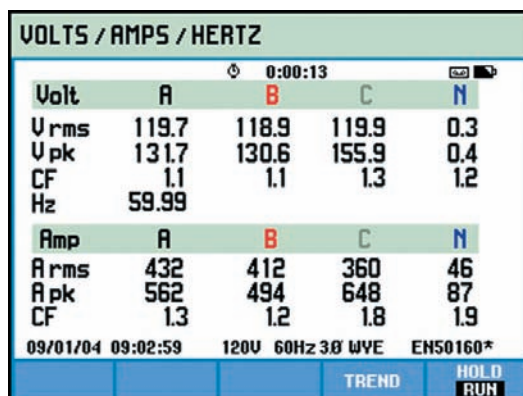 VOLTS / AMPS / HERTZ
0:00:13
Volt A B C N
V rms 119.7 118.9 119.9 0.3
V pk 131.7 130.6 155.9 0.4
CF 1.1 1.1 1.3 1.2
Hz 59.99
Amp A B C N
A rms 432 412 360 46
A pk 562 494 648 87
CF 1.3 1.2 1.8 1.9
09/01/04 09:02:59 120V 60Hz 3.Ø WYE EN50160*
TREND HOLD
RUN